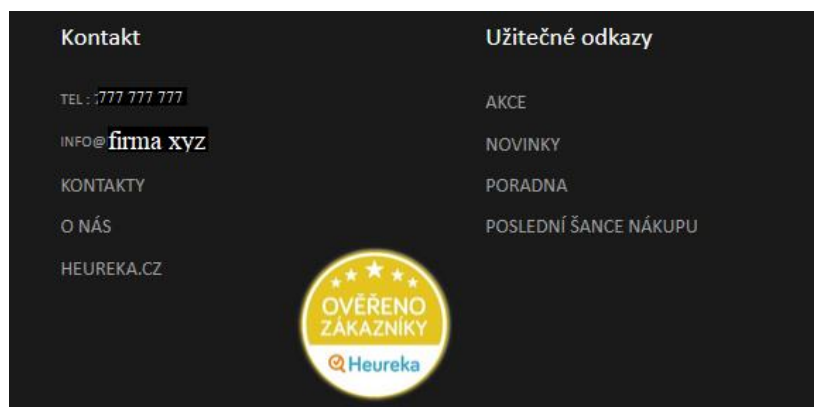 Kontakt
TEL : 777 777 777
INFO@ firma xyz
KONTAKTY
O NÁS
HEUREKA.CZ
Užitečné odkazy
AKCE
NOVINKY
PORADNA
POSLEDNÍ ŠANCE NÁKUPU
OVĚŘENO
ZÁKAZNÍKY
Heureka